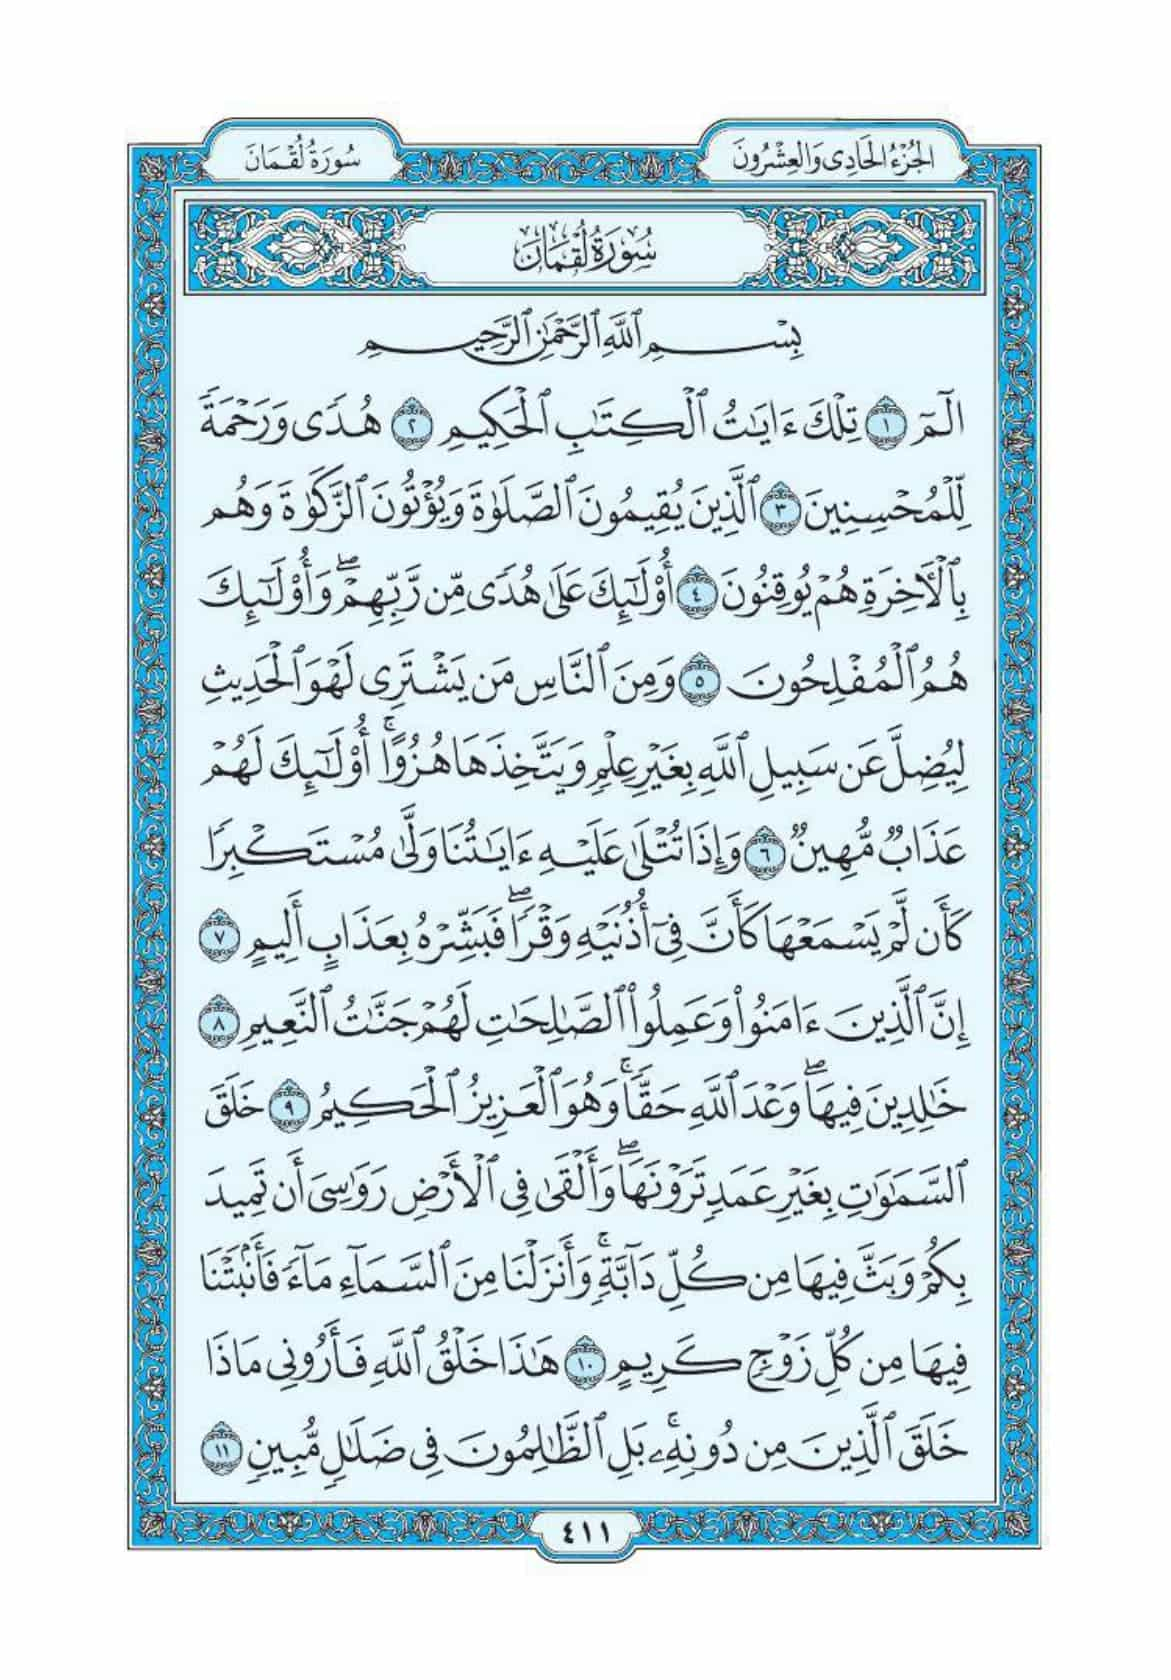 الجُزْءُ الحَادِى وَالعِشْرُونَ
سُورَةُ لُقْمَانَ
سُورَةُ لُقْمَانَ
بِسْمِ ٱللَّهِ ٱلرَّحْمَٰنِ ٱلرَّحِيمِ
الٓمٓ ١ تِلْكَ ءَايَٰتُ ٱلْكِتَٰبِ ٱلْحَكِيمِ ٢ هُدًى وَرَحْمَةً
لِّلْمُحْسِنِينَ ٣ ٱلَّذِينَ يُقِيمُونَ ٱلصَّلَوٰةَ وَيُؤْتُونَ ٱلزَّكَوٰةَ وَهُم
بِٱلْأَخِرَةِ هُمْ يُوقِنُونَ ٤ أُو۟لَٰٓئِكَ عَلَىٰ هُدًى مِّن رَّبِّهِمْ ۖ وَأُو۟لَٰٓئِكَ
هُمُ ٱلْمُفْلِحُونَ ٥ وَمِنَ ٱلنَّاسِ مَن يَشْتَرِى لَهْوَ ٱلْحَدِيثِ
لِيُضِلَّ عَن سَبِيلِ ٱللَّهِ بِغَيْرِ عِلْمٍ وَيَتَّخِذَهَا هُزُوًا ۚ أُو۟لَٰٓئِكَ لَهُمْ
عَذَابٌ مُّهِينٌ ٦ وَإِذَا تُتْلَىٰ عَلَيْهِ ءَايَٰتُنَا وَلَّىٰ مُسْتَكْبِرًا
كَأَن لَّمْ يَسْمَعْهَا كَأَنَّ فِىٓ أُذُنَيْهِ وَقْرًا ۖ فَبَشِّرْهُ بِعَذَابٍ أَلِيمٍ ٧
إِنَّ ٱلَّذِينَ ءَامَنُوا۟ وَعَمِلُوا۟ ٱلصَّٰلِحَٰتِ لَهُمْ جَنَّٰتُ ٱلنَّعِيمِ ٨
خَٰلِدِينَ فِيهَا ۖ وَعْدَ ٱللَّهِ حَقًّا ۚ وَهُوَ ٱلْعَزِيزُ ٱلْحَكِيمُ ٩ خَلَقَ
ٱلسَّمَٰوَٰتِ بِغَيْرِ عَمَدٍ تَرَوْنَهَا ۖ وَأَلْقَىٰ فِى ٱلْأَرْضِ رَوَٰسِىَ أَن تَمِيدَ
بِكُمْ وَبَثَّ فِيهَا مِن كُلِّ دَآبَّةٍ ۚ وَأَنزَلْنَا مِنَ ٱلسَّمَآءِ مَآءً فَأَنۢبَتْنَا
فِيهَا مِن كُلِّ زَوْجٍ كَرِيمٍ ١٠ هَٰذَا خَلْقُ ٱللَّهِ فَأَرُونِى مَاذَا
خَلَقَ ٱلَّذِينَ مِن دُونِهِۦ ۚ بَلِ ٱلظَّٰلِمُونَ فِى ضَلَٰلٍ مُّبِينٍ ١١
٤١١